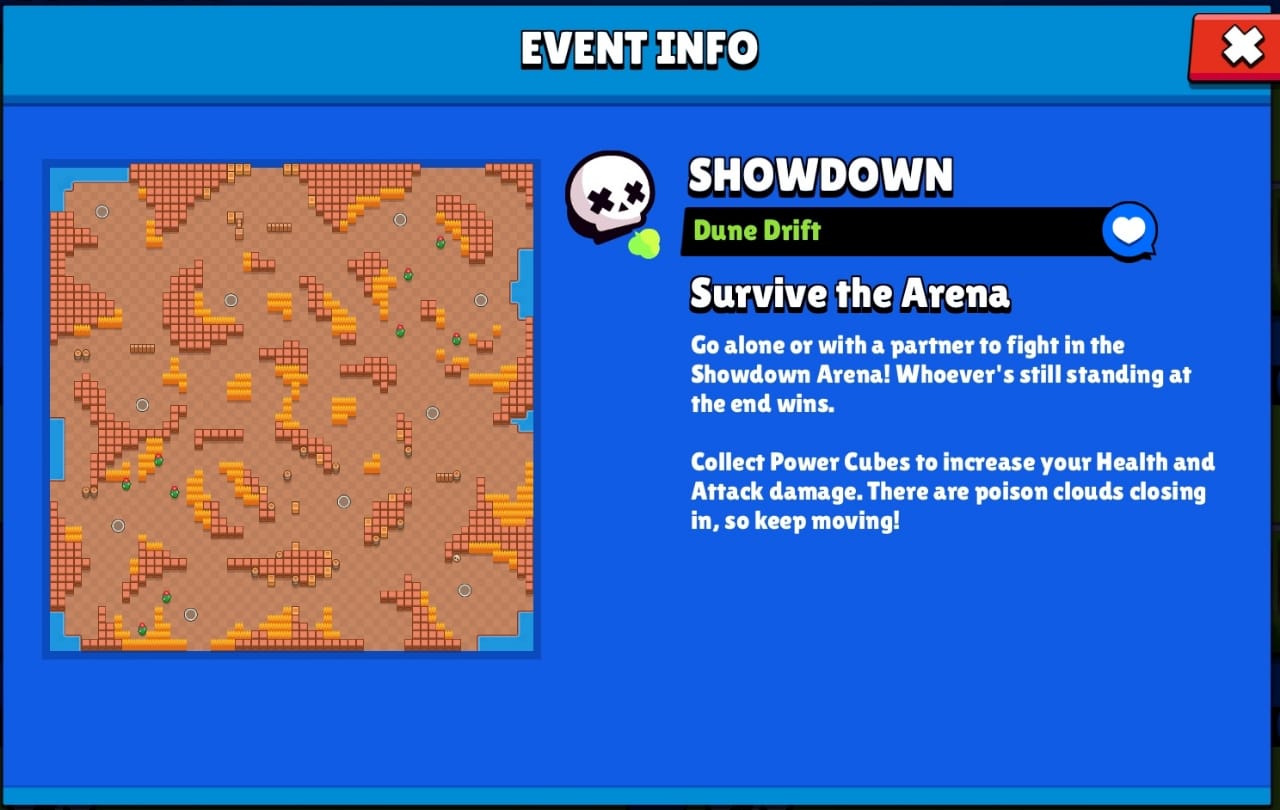 EVENT INFO
SHOWDOWN
Dune Drift
Survive the Arena
Go alone or with a partner to fight in the
Showdown Arena! Whoever's still standing at
the end wins.
Collect Power Cubes to increase your Health and
Attack damage. There are poison clouds closing
in, so keep moving!